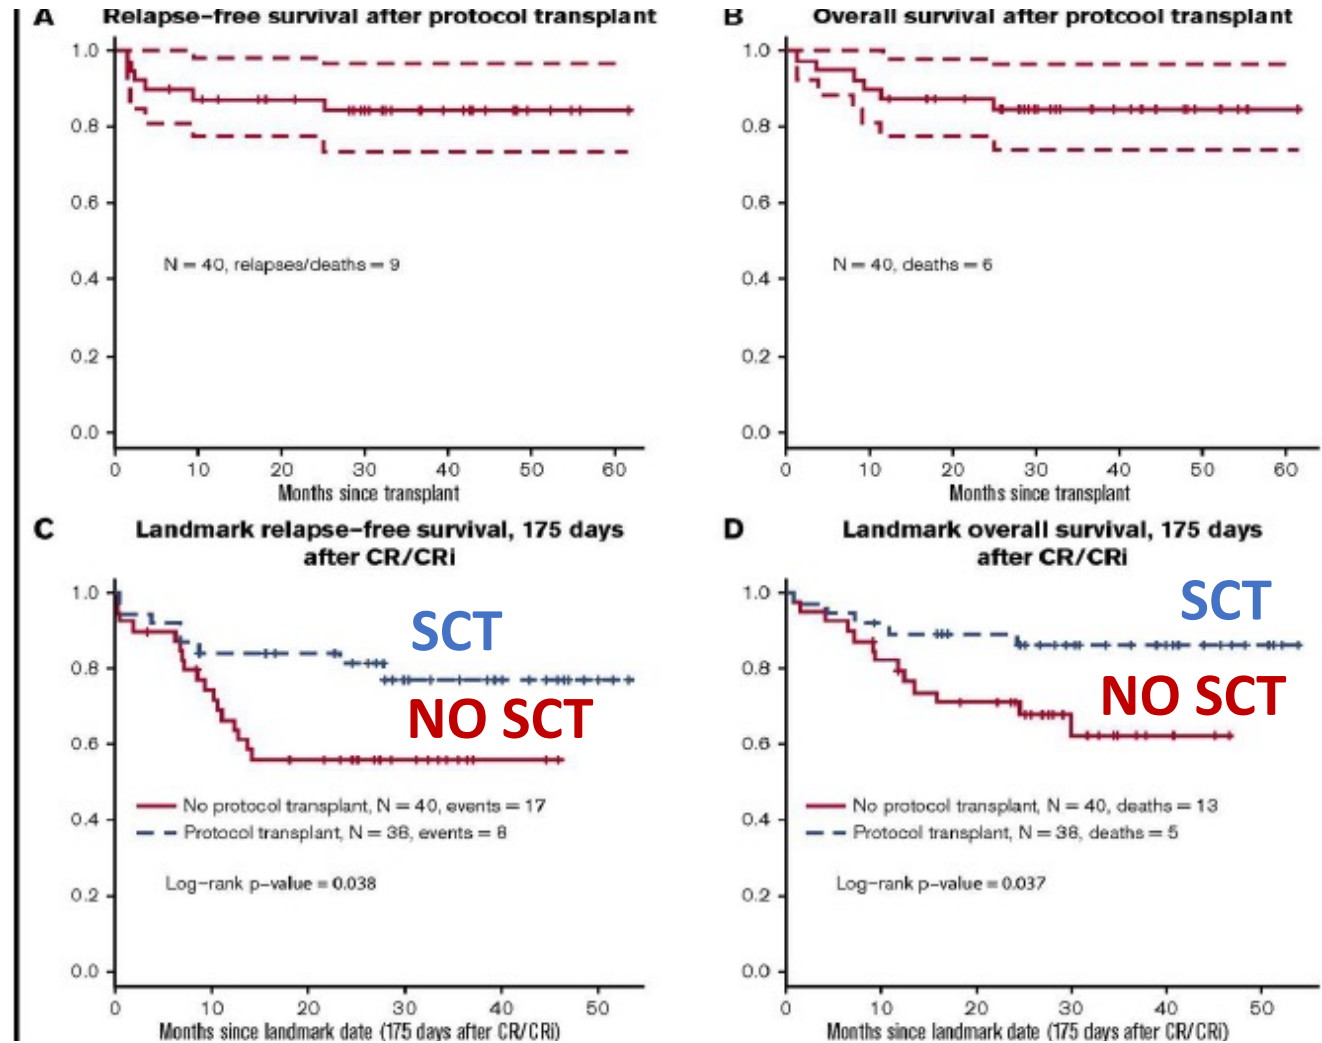 A Relapse–free survival after protocol transplant
1.0
0.8
0.6
0.4
0.2
0.0
N = 40, relapses/deaths = 9
0 10 20 30 40 50 60
Months since transplant
B Overall survival after protcool transplant
1.0
0.8
0.6
0.4
0.2
0.0
N = 40, deaths = 6
0 10 20 30 40 50 60
Months since transplant
C Landmark relapse–free survival, 175 days
after CR/CRi
1.0
0.8
0.6
0.4
0.2
0.0
SCT
NO SCT
No protocol transplant, N = 40, events = 17
Protocol transplant, N = 38, events = 8
Log–rank p–value = 0.038
0 10 20 30 40 50
Months since landmark date (175 days after CR/CRi)
D Landmark overall survival, 175 days
after CR/CRi
1.0
0.8
0.6
0.4
0.2
0.0
SCT
NO SCT
No protocol transplant, N = 40, deaths = 13
Protocol transplant, N = 38, deaths = 5
Log–rank p–value = 0.037
0 10 20 30 40 50
Months since landmark date (175 days after CR/CRi)